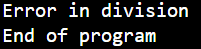 Error in division
End of program